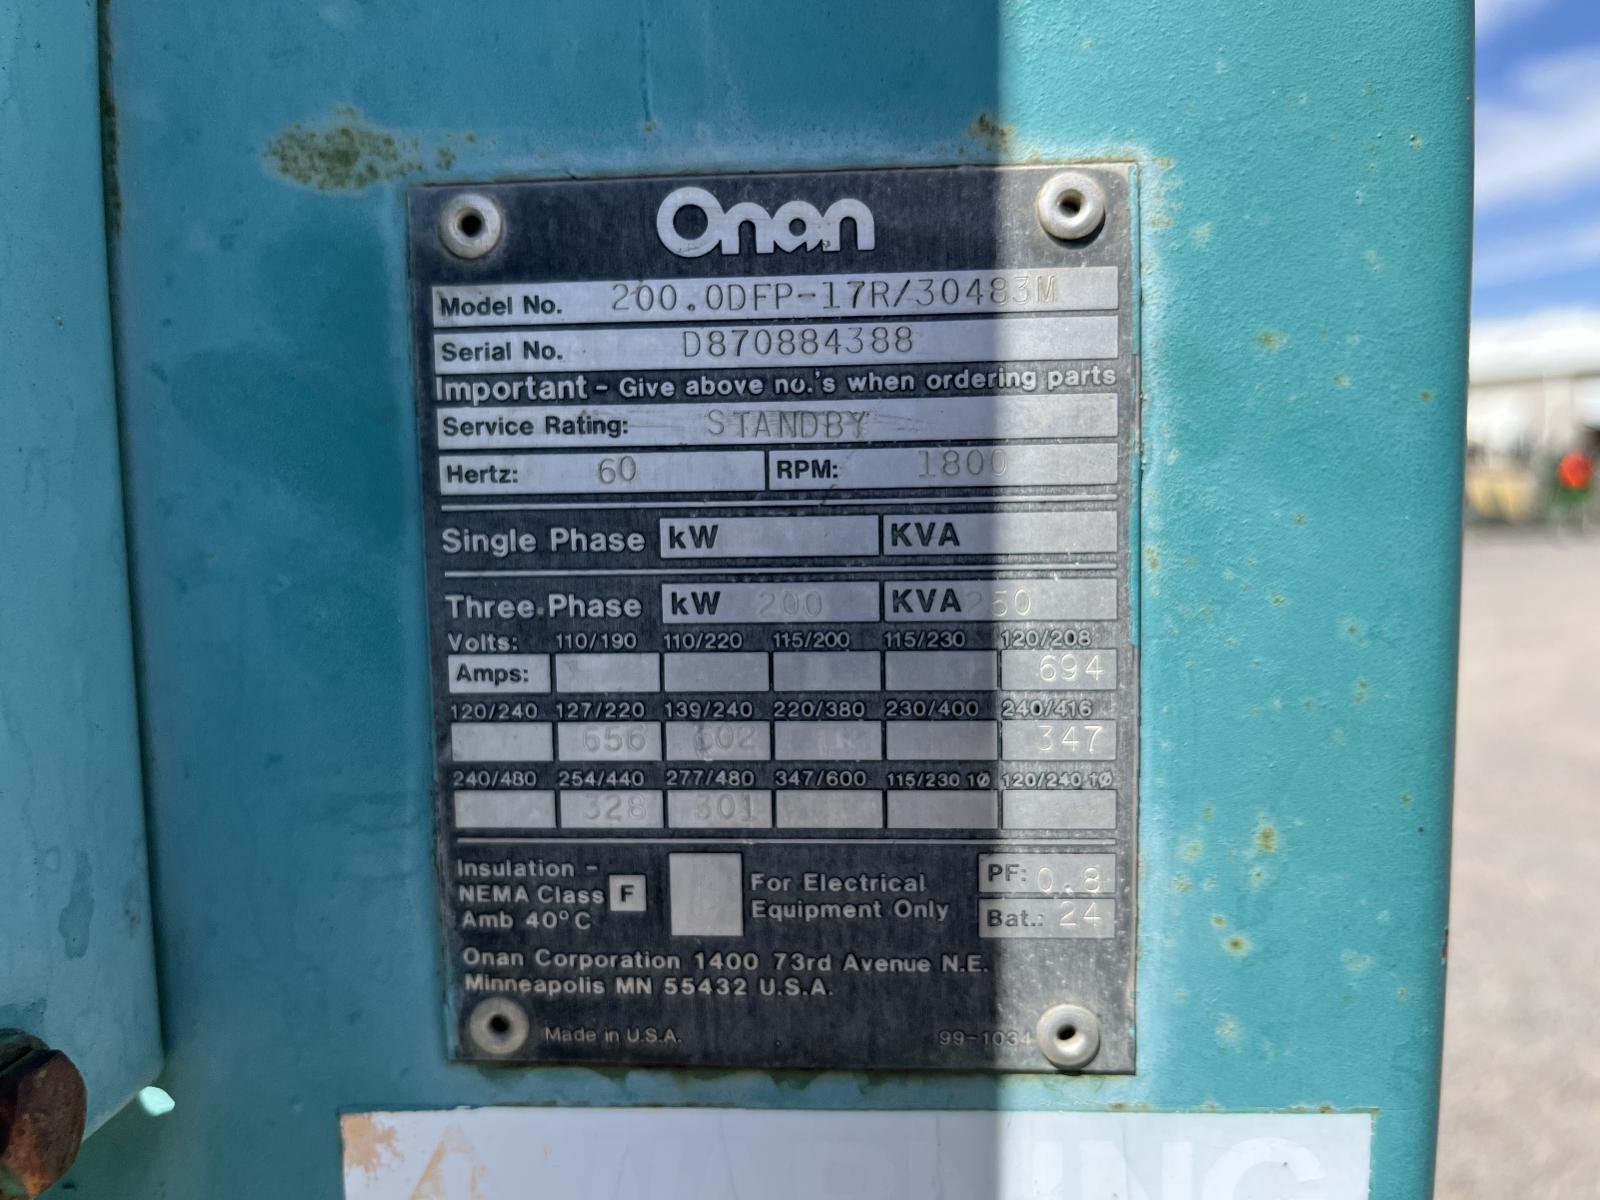 Onan
Model No. 200.0DFP-17R/30483M
Serial No. D870884388
Important - Give above no.'s when ordering parts
Service Rating: STANDBY
Hertz: 60 RPM: 1800
Single Phase kW KVA
Three Phase kW 200 KVA 250
Volts: 110/190 110/220 115/200 115/230 120/208
Amps: 694
120/240 127/220 139/240 220/380 230/400 240/416
656 602 347
240/480 254/440 277/480 347/600 115/230 1Ø 120/240 1Ø
328 301
Insulation -
NEMA Class F
Amb 40°C
For Electrical
Equipment Only
PF: 0.8
Bat.: 24
Onan Corporation 1400 73rd Avenue N.E.
Minneapolis MN 55432 U.S.A.
Made in U.S.A. 99-1034
WARNING